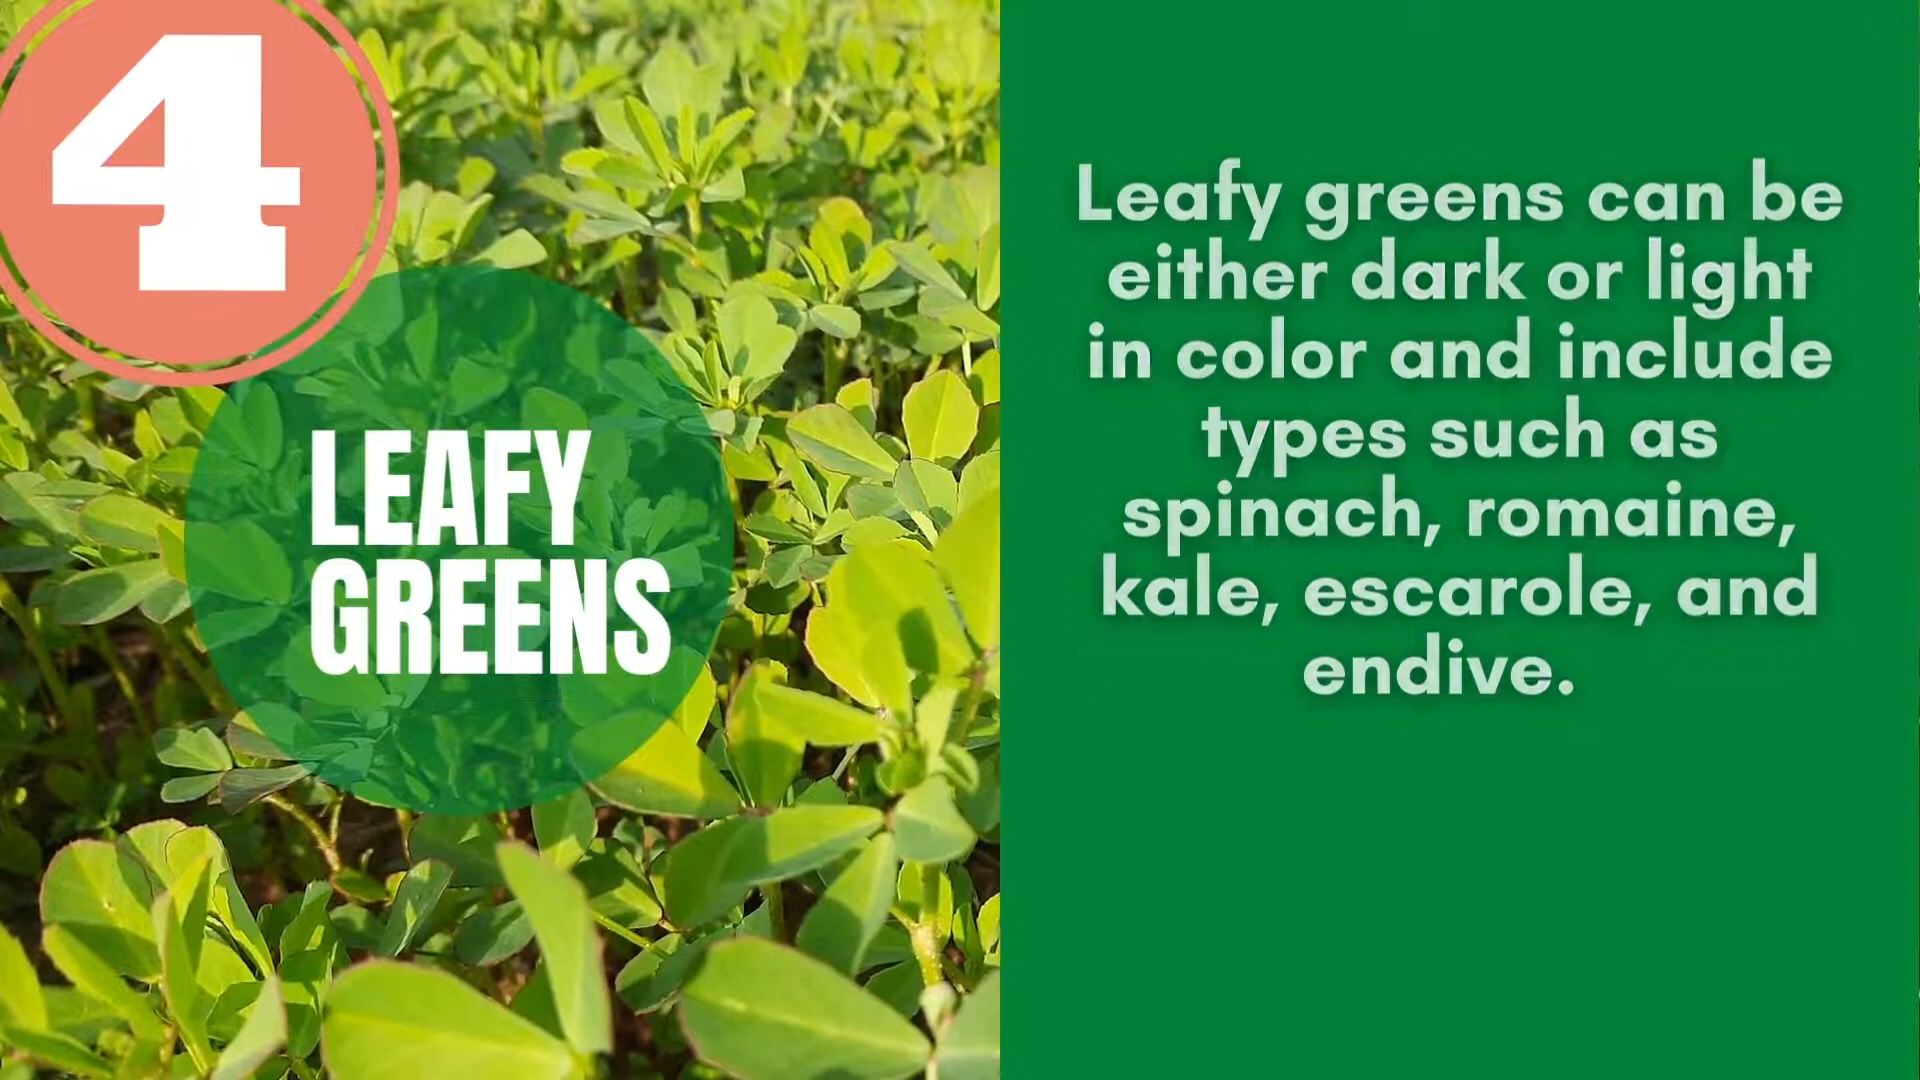 4
LEAFY
GREENS
Leafy greens can be
either dark or light
in color and include
types such as
spinach, romaine,
kale, escarole, and
endive.